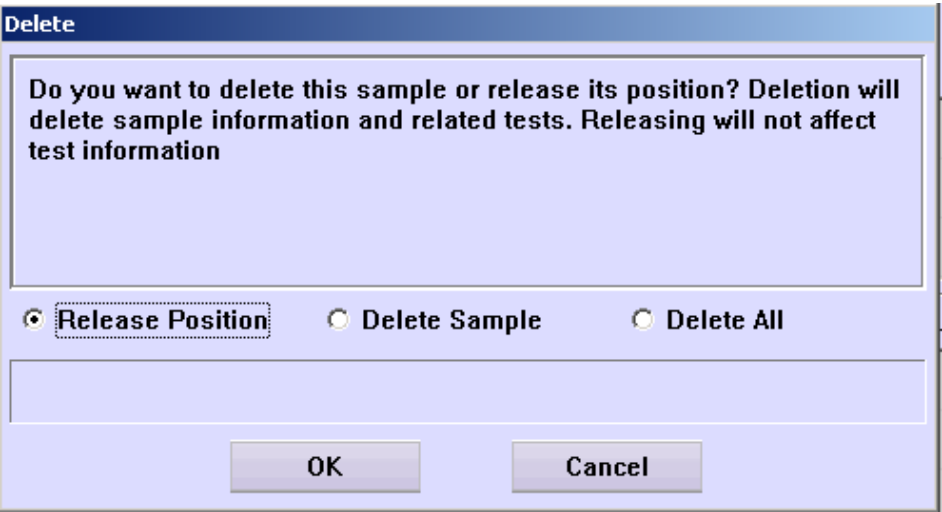 Delete
Do you want to delete this sample or release its position? Deletion will
delete sample information and related tests. Releasing will not affect
test information
Release Position Delete Sample Delete All
OK Cancel